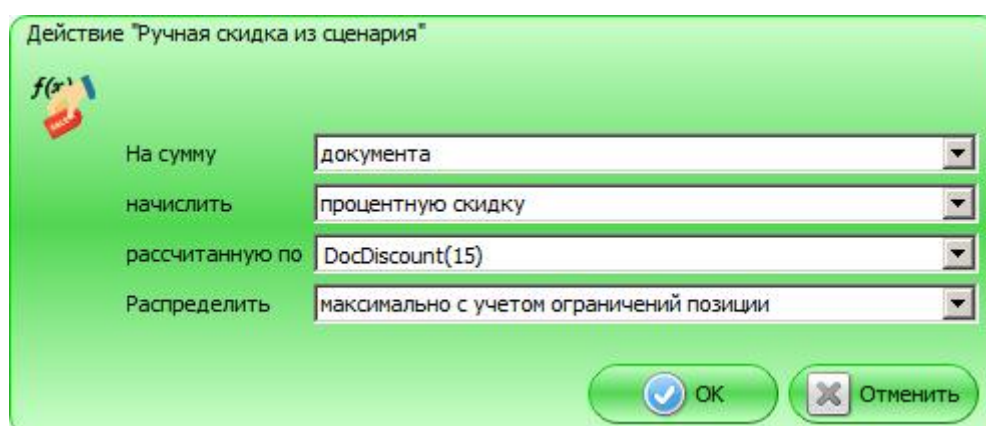 Действие "Ручная скидка из сценария"
f(x)
На сумму документа
начислить процентную скидку
рассчитанную по DocDiscount(15)
Распределить максимально с учетом ограничений позиции
OK Отменить